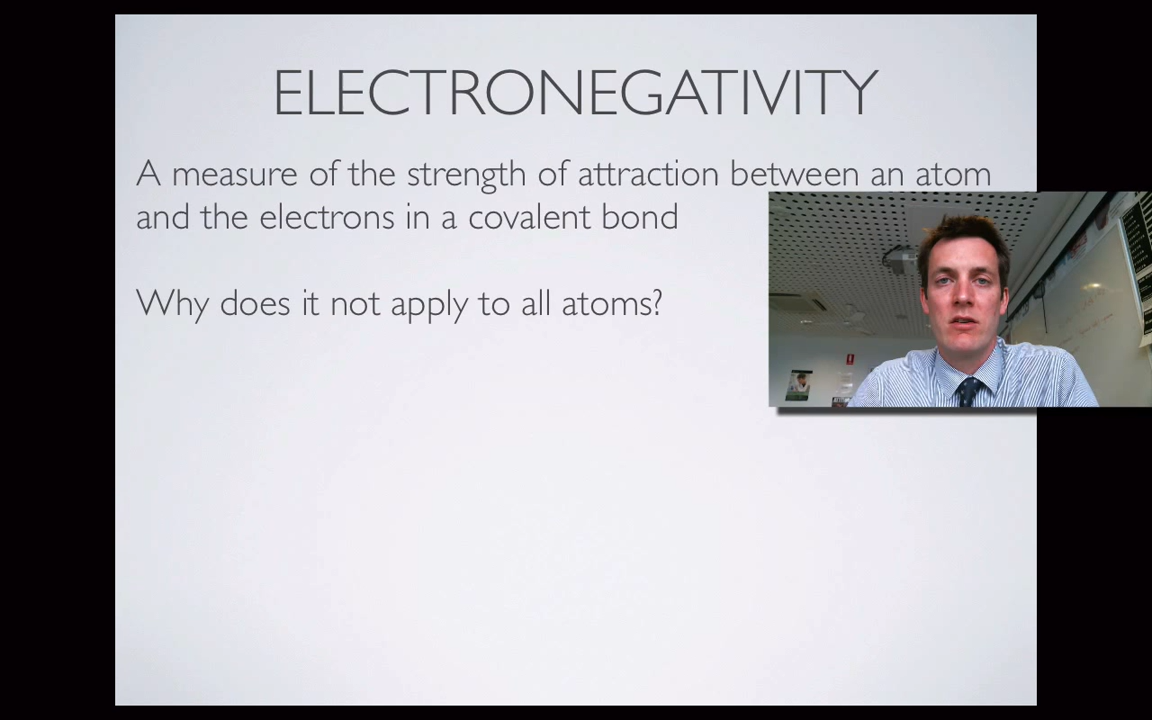 ELECTRONEGATIVITY
A measure of the strength of attraction between an atom
and the electrons in a covalent bond
Why does it not apply to all atoms?